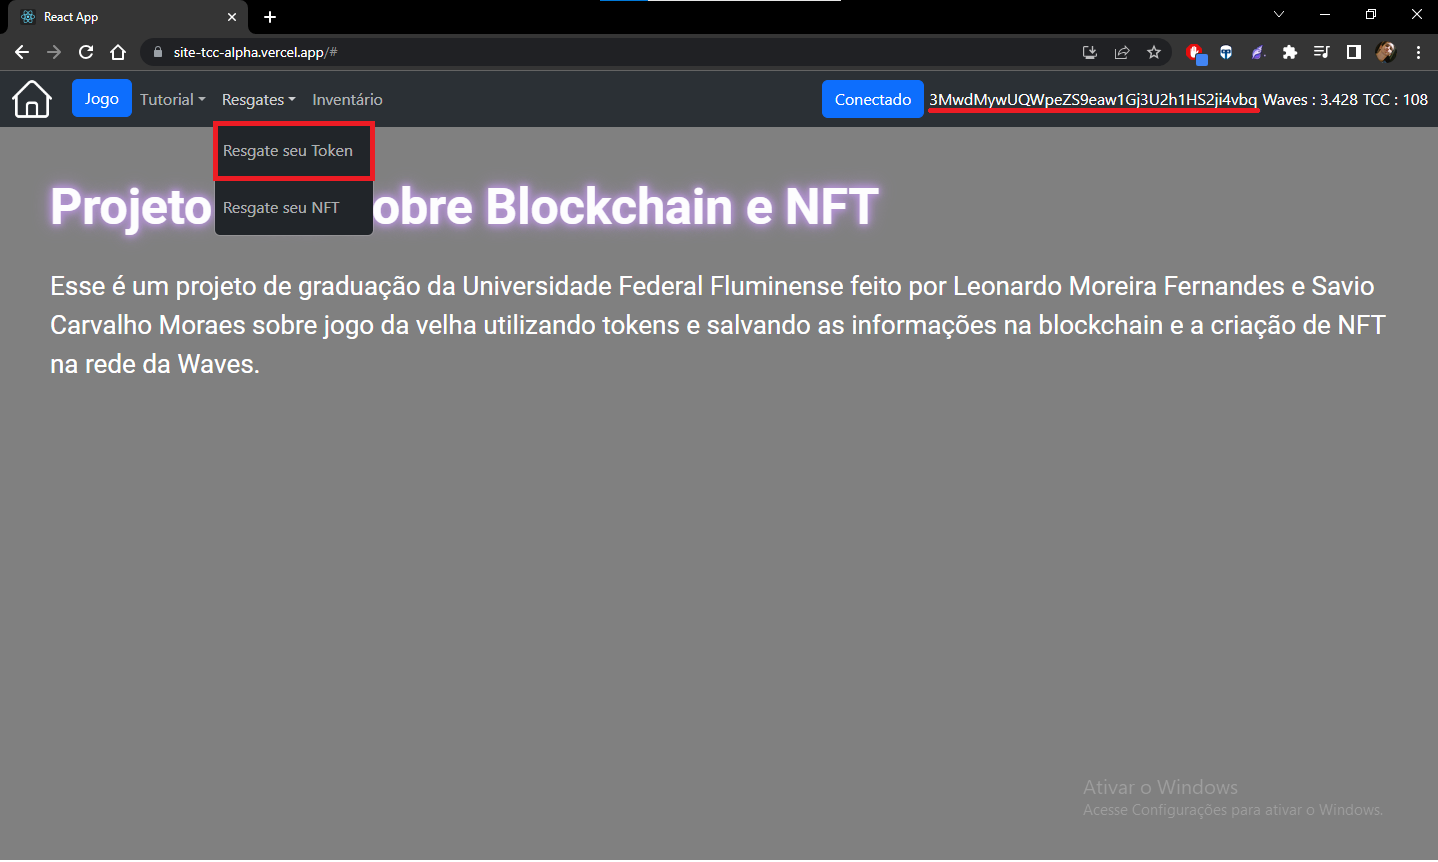 React App
site-tcc-alpha.vercel.app/#
Jogo Tutorial Resgates Inventário Conectado 3MwdMywUQWpeZS9eaw1Gj3U2h1HS2ji4vbq Waves : 3.428 TCC : 108
Resgate seu Token
Resgate seu NFT
Projeto obre Blockchain e NFT
Esse é um projeto de graduação da Universidade Federal Fluminense feito por Leonardo Moreira Fernandes e Savio
Carvalho Moraes sobre jogo da velha utilizando tokens e salvando as informações na blockchain e a criação de NFT
na rede da Waves.
Ativar o Windows
Acesse Configurações para ativar o Windows.